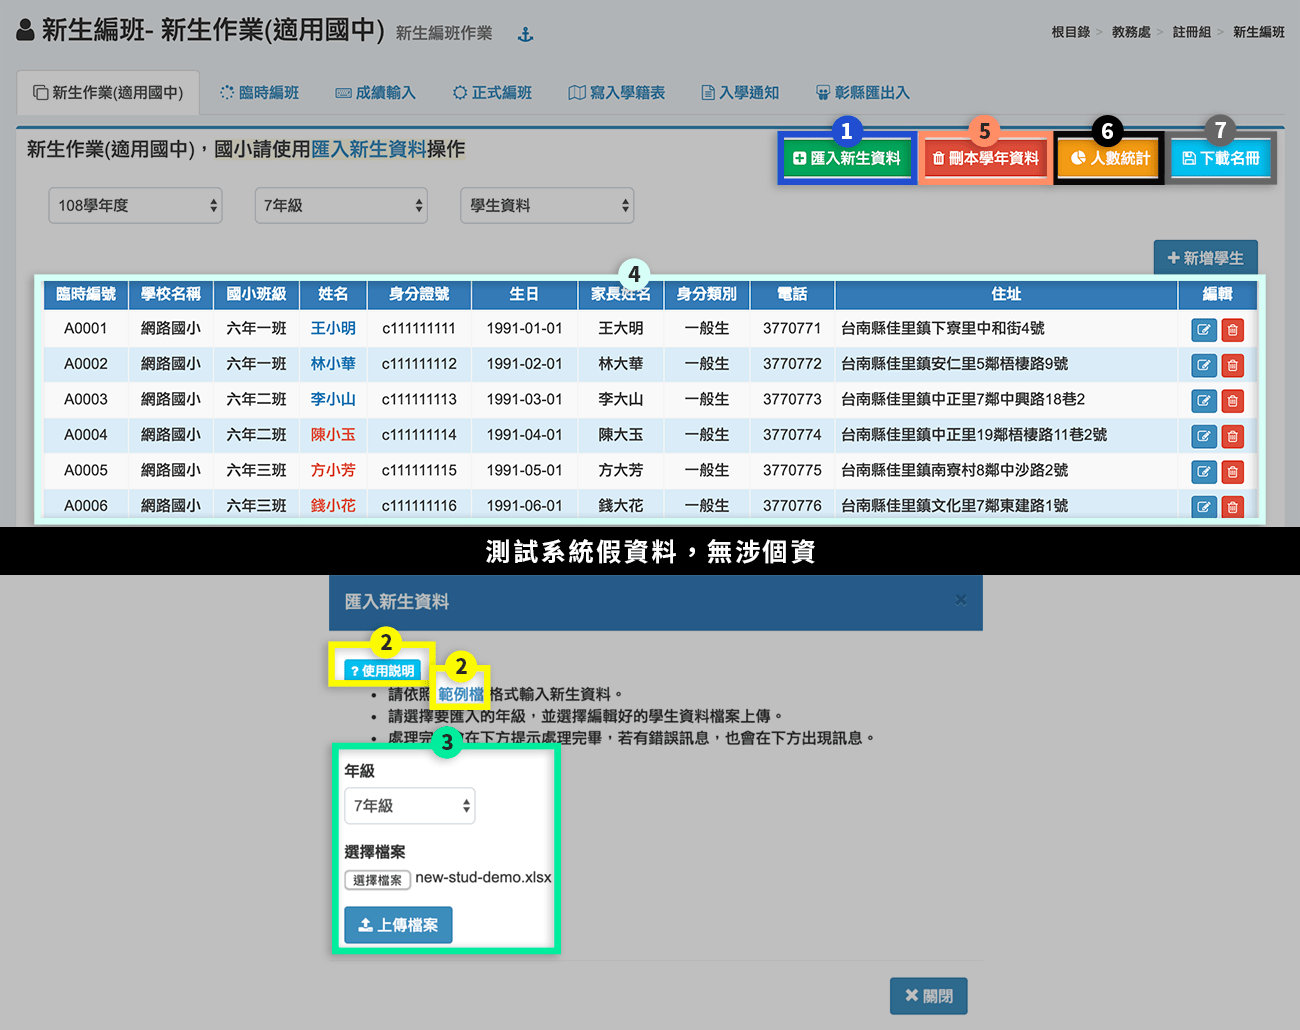 新生編班- 新生作業(適用國中) 新生編班作業
根目錄 > 教務處 > 註冊組 > 新生編班
新生作業(適用國中) 臨時編班 成績輸入 正式編班 寫入學籍表 入學通知 彰縣匯出入
1 5 6 7
新生作業(適用國中)，國小請使用匯入新生資料操作
匯入新生資料 刪本學年資料 人數統計 下載名冊
108學年度 7年級 學生資料
新增學生
4
臨時編號 學校名稱 國小班級 姓名 身分證號 生日 家長姓名 身分類別 電話 住址 編輯
A0001 網路國小 六年一班 王小明 c111111111 1991-01-01 王大明 一般生 3770771 台南縣佳里鎮下寮里中和街4號
A0002 網路國小 六年一班 林小華 c111111112 1991-02-01 林大華 一般生 3770772 台南縣佳里鎮安仁里5鄰梧棲路9號
A0003 網路國小 六年二班 李小山 c111111113 1991-03-01 李大山 一般生 3770773 台南縣佳里鎮中正里7鄰中興路18巷2
A0004 網路國小 六年二班 陳小玉 c111111114 1991-04-01 陳大玉 一般生 3770774 台南縣佳里鎮中正里19鄰梧棲路11巷2號
A0005 網路國小 六年三班 方小芳 c111111115 1991-05-01 方大芳 一般生 3770775 台南縣佳里鎮南寮村8鄰中沙路2號
A0006 網路國小 六年三班 錢小花 c111111116 1991-06-01 錢大花 一般生 3770776 台南縣佳里鎮文化里7鄰東建路1號
測試系統假資料，無涉個資
匯入新生資料 ×
2
? 使用說明
2
請依照 範例檔 格式輸入新生資料。
請選擇要匯入的年級，並選擇編輯好的學生資料檔案上傳。
處理完 在下方提示處理完畢，若有錯誤訊息，也會在下方出現訊息。
3
年級
7年級
選擇檔案
選擇檔案 new-stud-demo.xlsx
上傳檔案
關閉